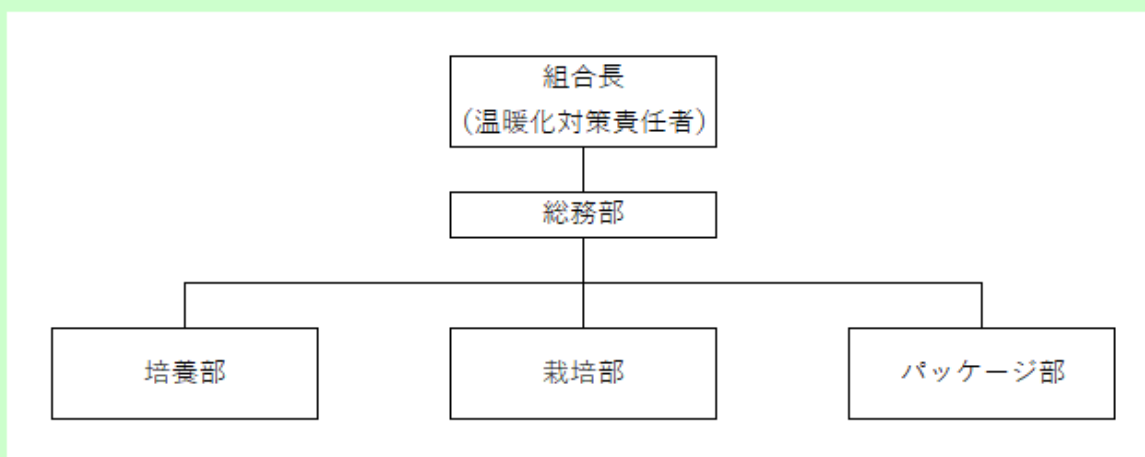 組合長
（温暖化対策責任者）
総務部
培養部
栽培部
パッケージ部